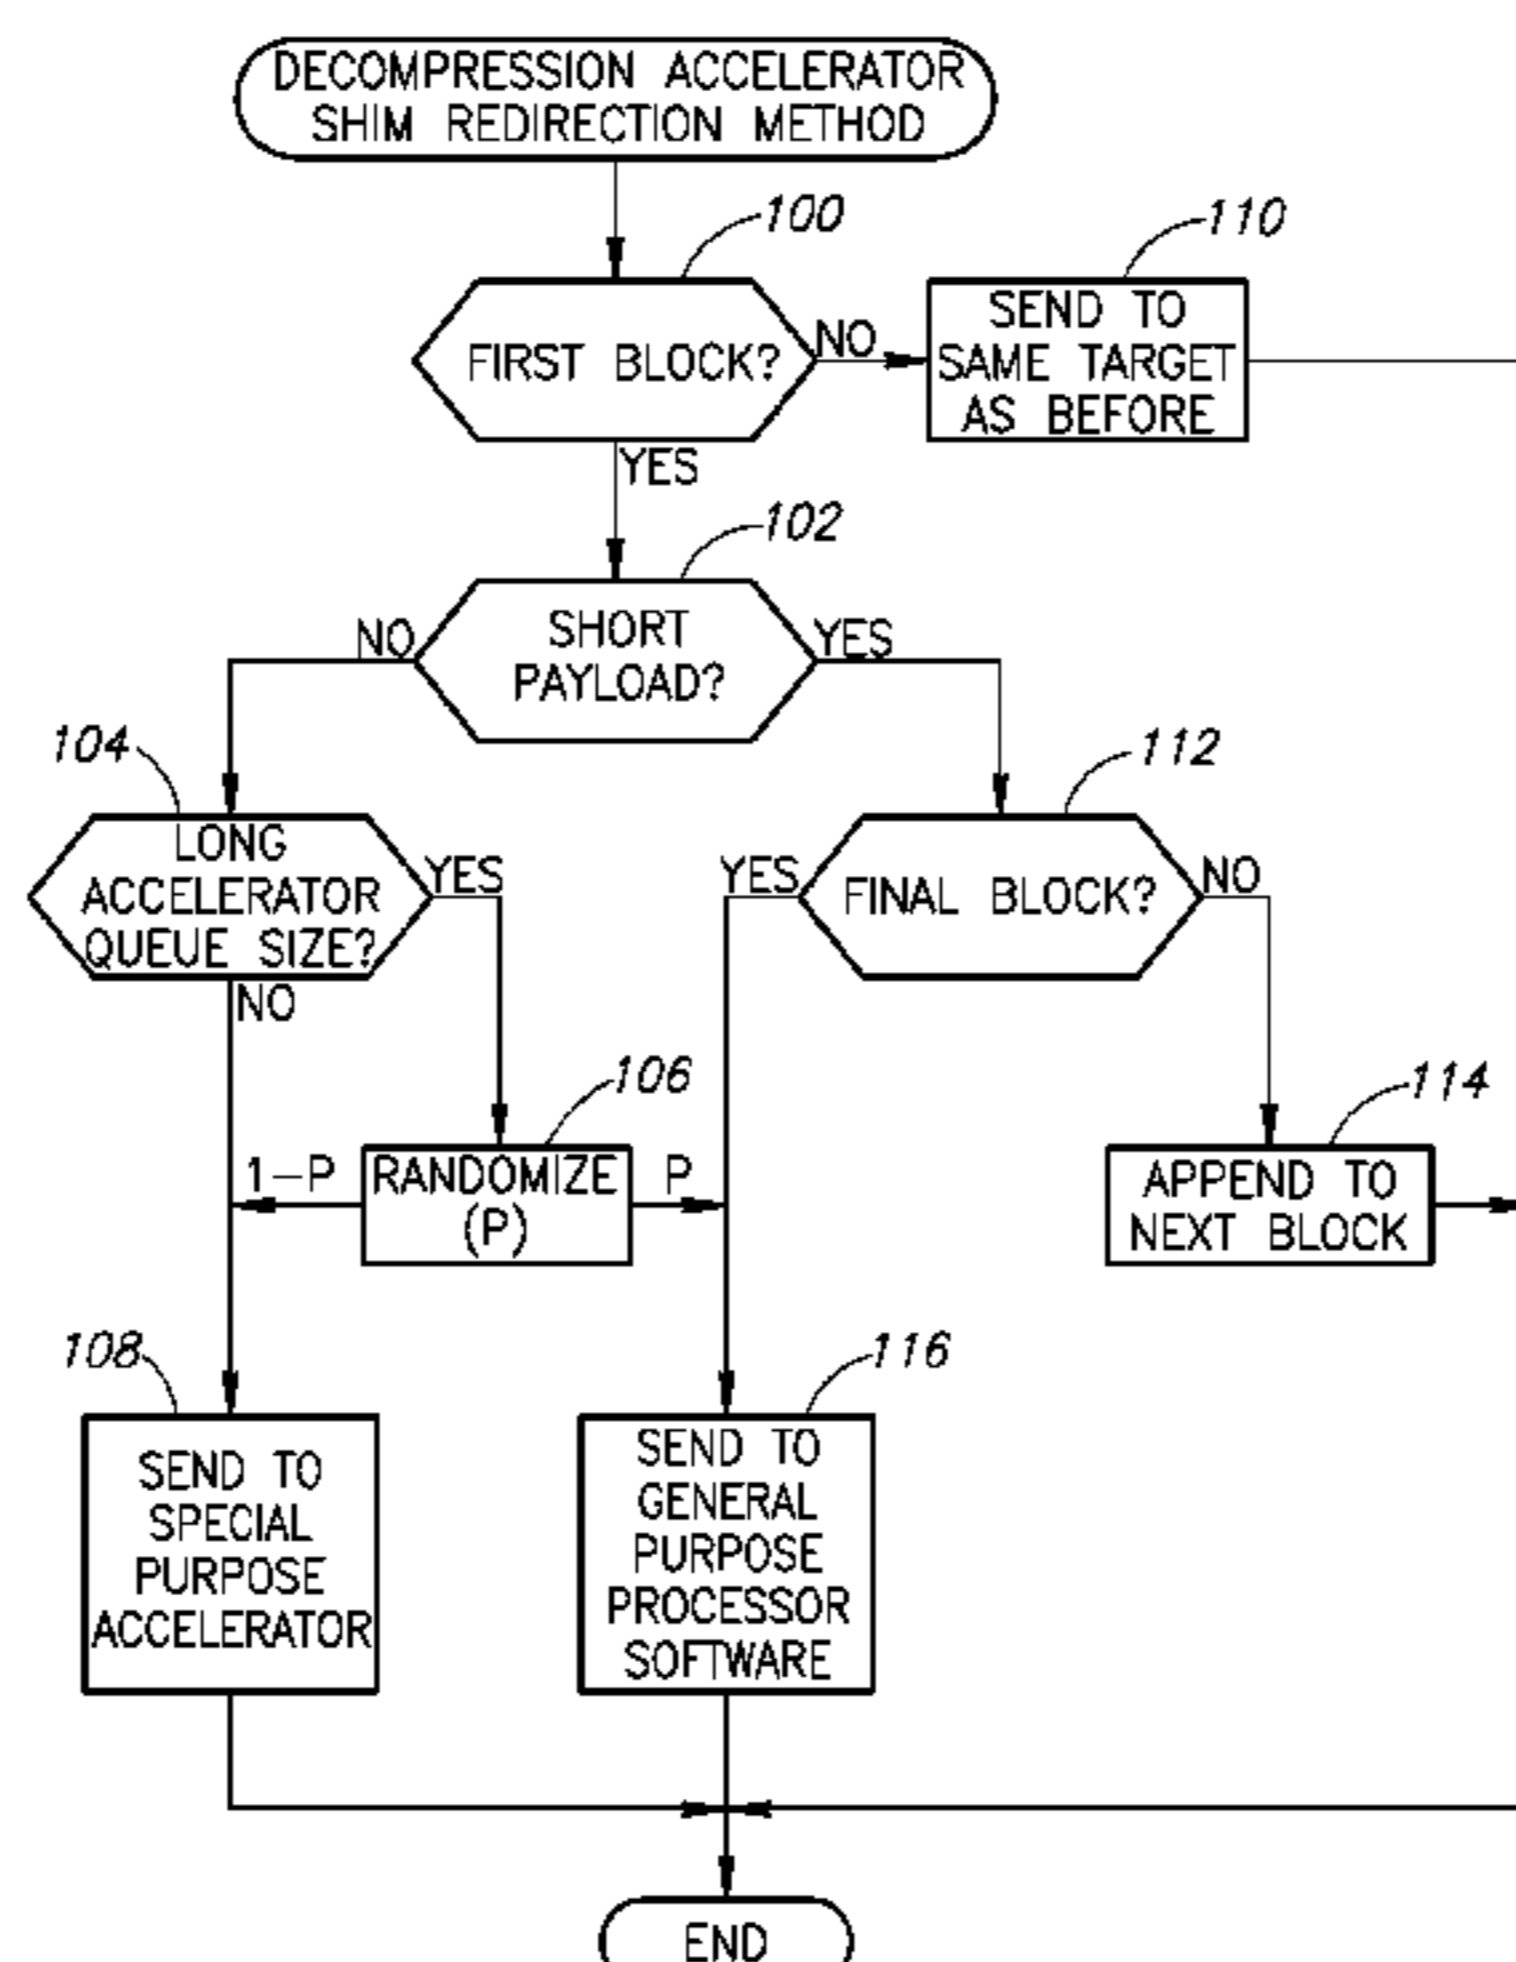 DECOMPRESSION ACCELERATOR
SHIM REDIRECTION METHOD
100
110
FIRST BLOCK?
NO
SEND TO
SAME TARGET
AS BEFORE
YES
102
NO
SHORT
PAYLOAD?
YES
104
112
LONG
ACCELERATOR
QUEUE SIZE?
YES
NO
YES
FINAL BLOCK?
NO
106
114
1-P
RANDOMIZE
(P)
P
APPEND TO
NEXT BLOCK
108
116
SEND TO
SPECIAL
PURPOSE
ACCELERATOR
SEND TO
GENERAL
PURPOSE
PROCESSOR
SOFTWARE
END